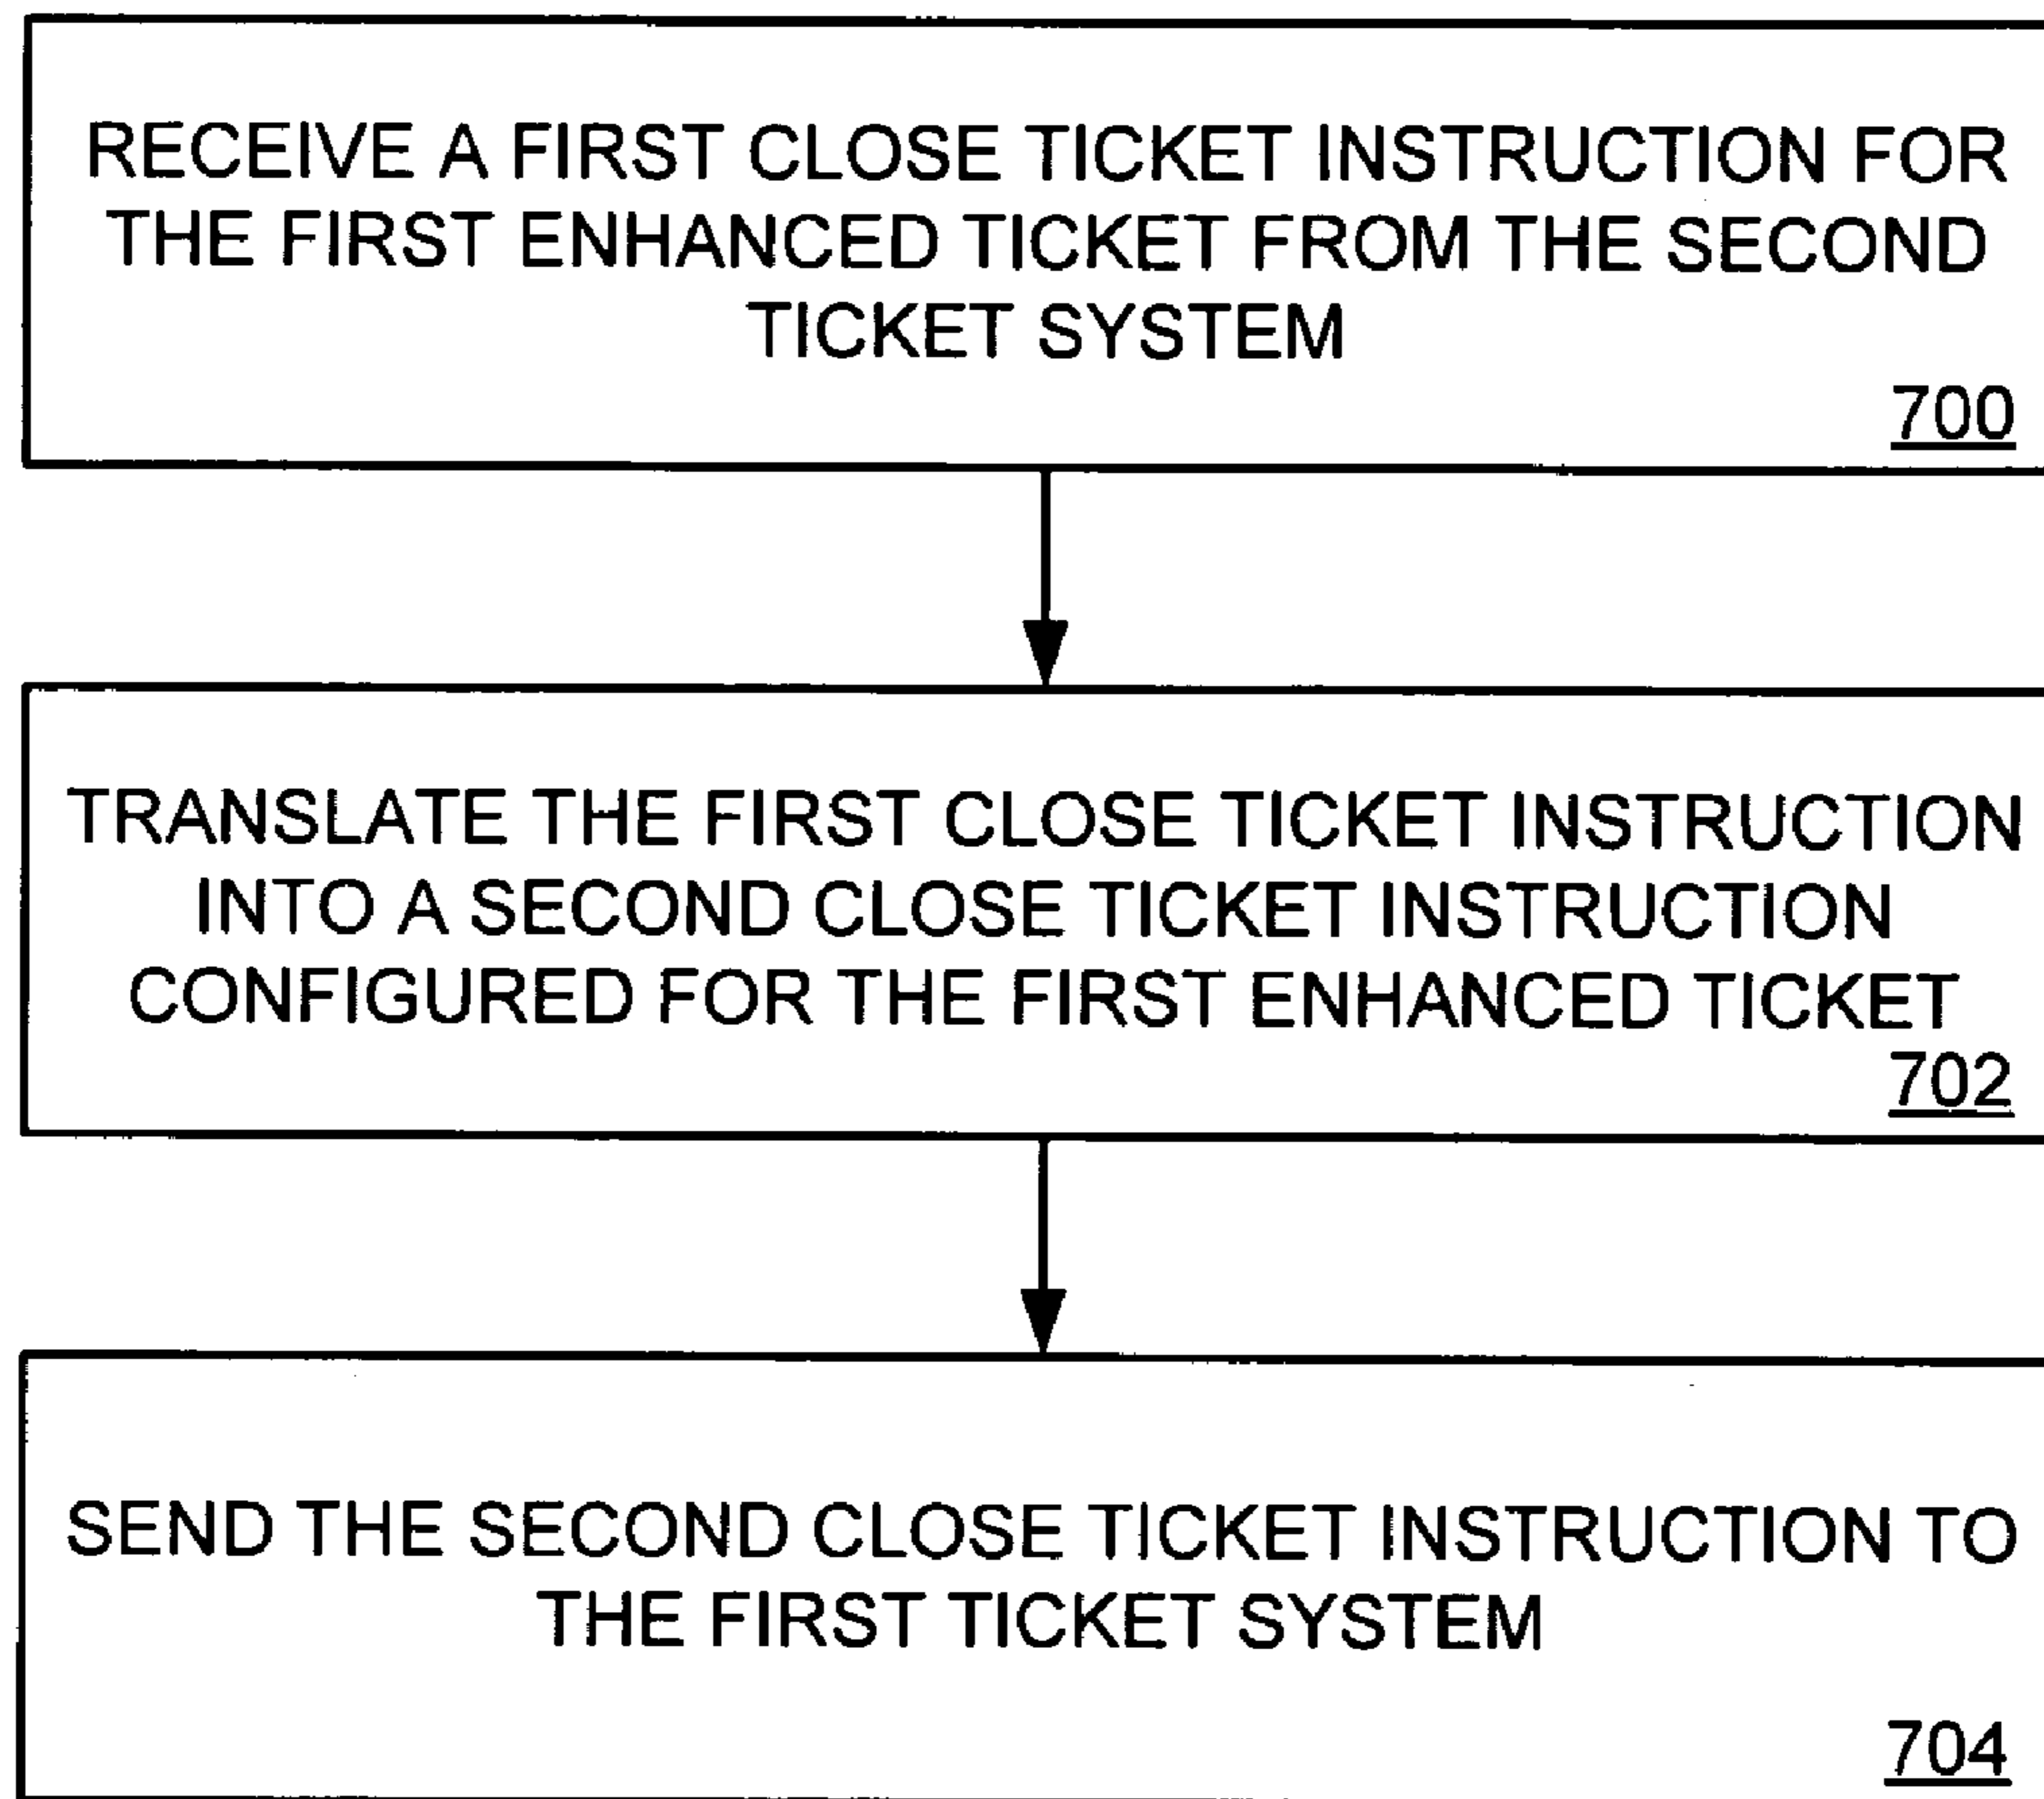 RECEIVE A FIRST CLOSE TICKET INSTRUCTION FOR
THE FIRST ENHANCED TICKET FROM THE SECOND
TICKET SYSTEM
700
TRANSLATE THE FIRST CLOSE TICKET INSTRUCTION
INTO A SECOND CLOSE TICKET INSTRUCTION
CONFIGURED FOR THE FIRST ENHANCED TICKET
702
SEND THE SECOND CLOSE TICKET INSTRUCTION TO
THE FIRST TICKET SYSTEM
704